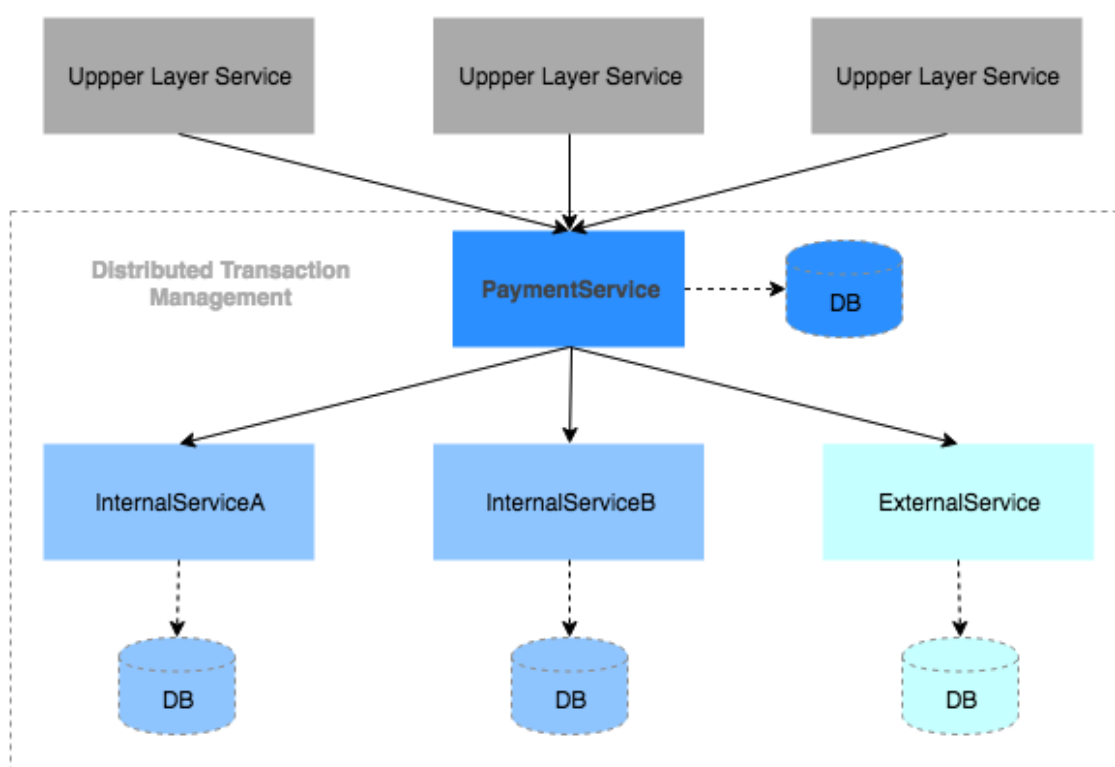 Uppper Layer Service
Uppper Layer Service
Uppper Layer Service
Distributed Transaction
Management
PaymentService
DB
InternalServiceA
InternalServiceB
ExternalService
DB
DB
DB